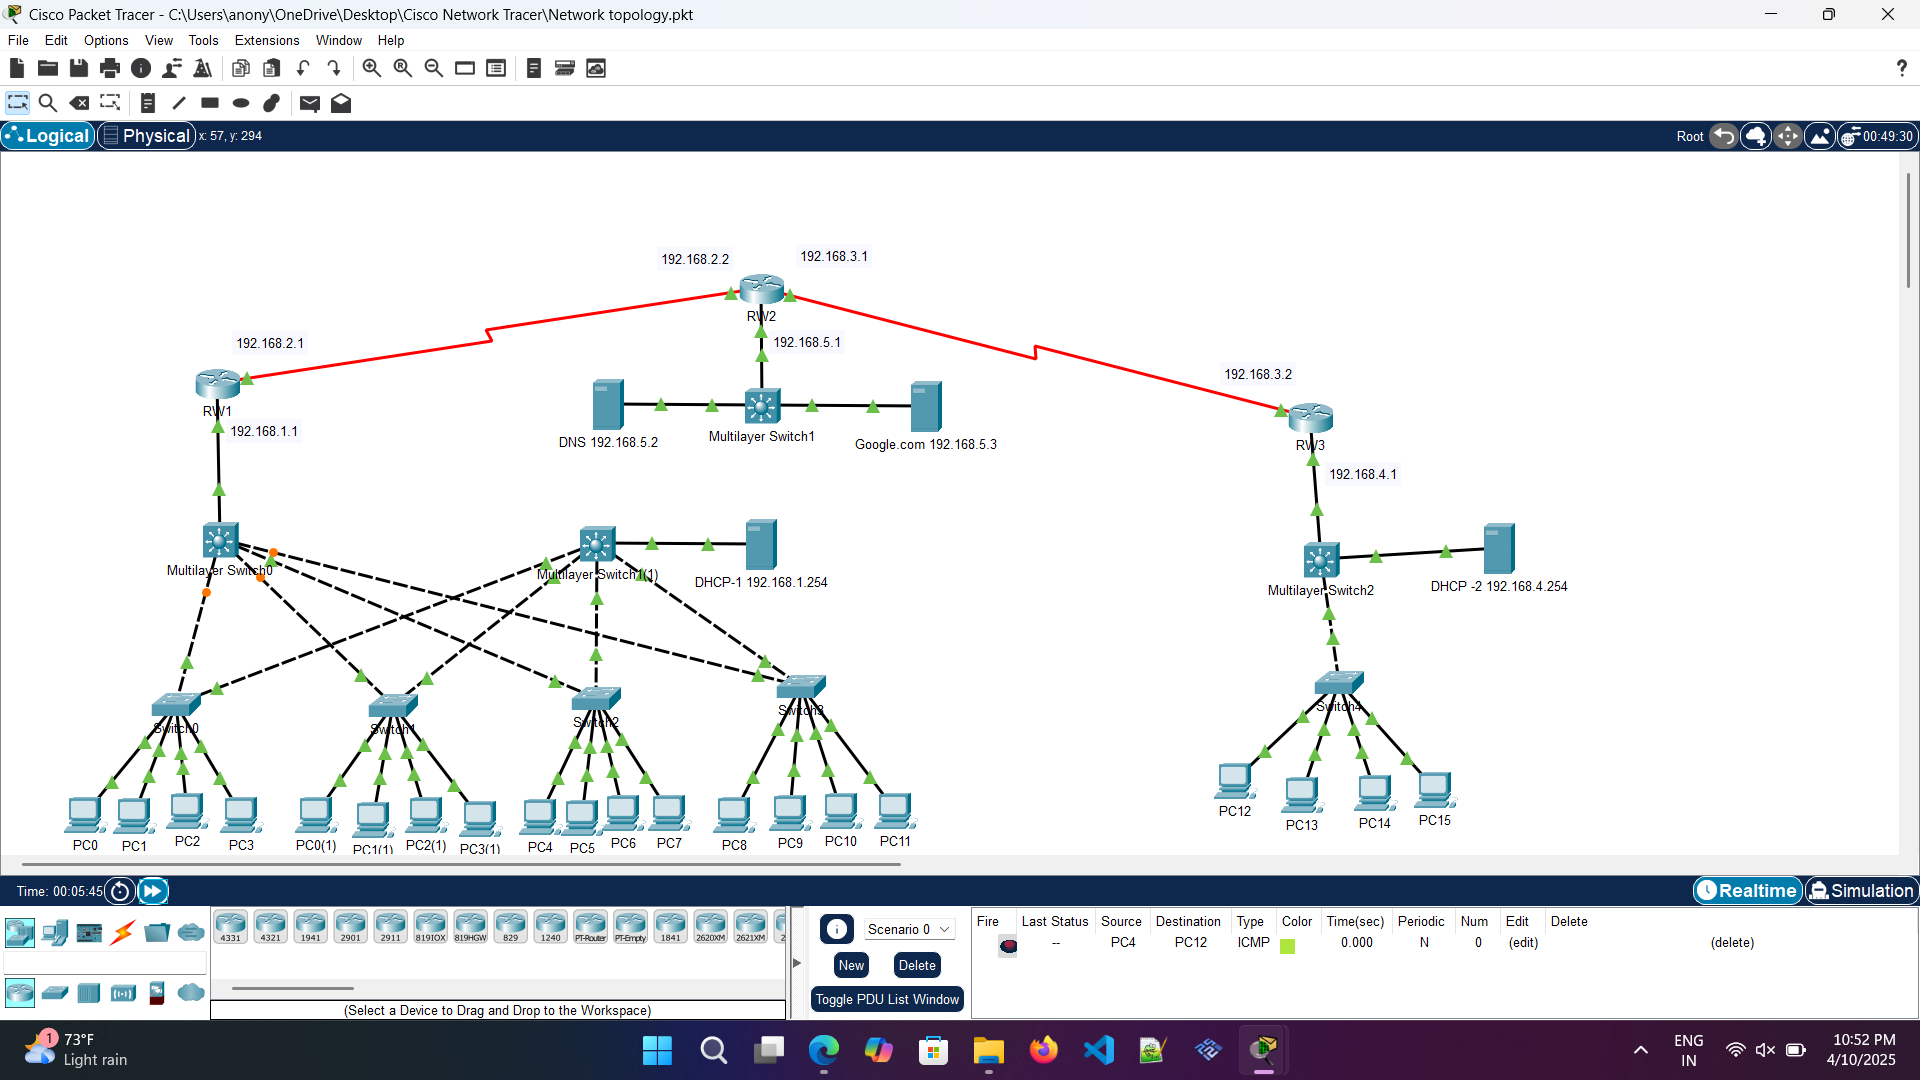 Cisco Packet Tracer - C:\Users\anony\OneDrive\Desktop\Cisco Network Tracer\Network topology.pkt
File Edit Options View Tools Extensions Window Help
Logical Physical x: 57, y: 294 Root 00:49:30
192.168.2.2 192.168.3.1
RW2
192.168.2.1 192.168.5.1
192.168.3.2
RW1
192.168.1.1
DNS 192.168.5.2 Multilayer Switch1 Google.com 192.168.5.3
RW3
192.168.4.1
Multilayer Switch0 Multilayer Switch1(1) DHCP-1 192.168.1.254
Multilayer Switch2 DHCP -2 192.168.4.254
Switch0 Switch1 Switch2 Switch3 Switch4
PC12 PC13 PC14 PC15
PC0 PC1 PC2 PC3 PC0(1) PC1(1) PC2(1) PC3(1) PC4 PC5 PC6 PC7 PC8 PC9 PC10 PC11
Time: 00:05:45 Realtime Simulation
4331 4321 1941 2901 2911 819IOX 819HGW 829 1240 PT-Router PT-Empty 1841 2620XM 2621XM
(Select a Device to Drag and Drop to the Workspace)
Scenario 0
New Delete
Toggle PDU List Window
Fire Last Status Source Destination Type Color Time(sec) Periodic Num Edit Delete
-- PC4 PC12 ICMP 0.000 N 0 (edit) (delete)
1
73°F
Light rain
ENG
IN
10:52 PM
4/10/2025